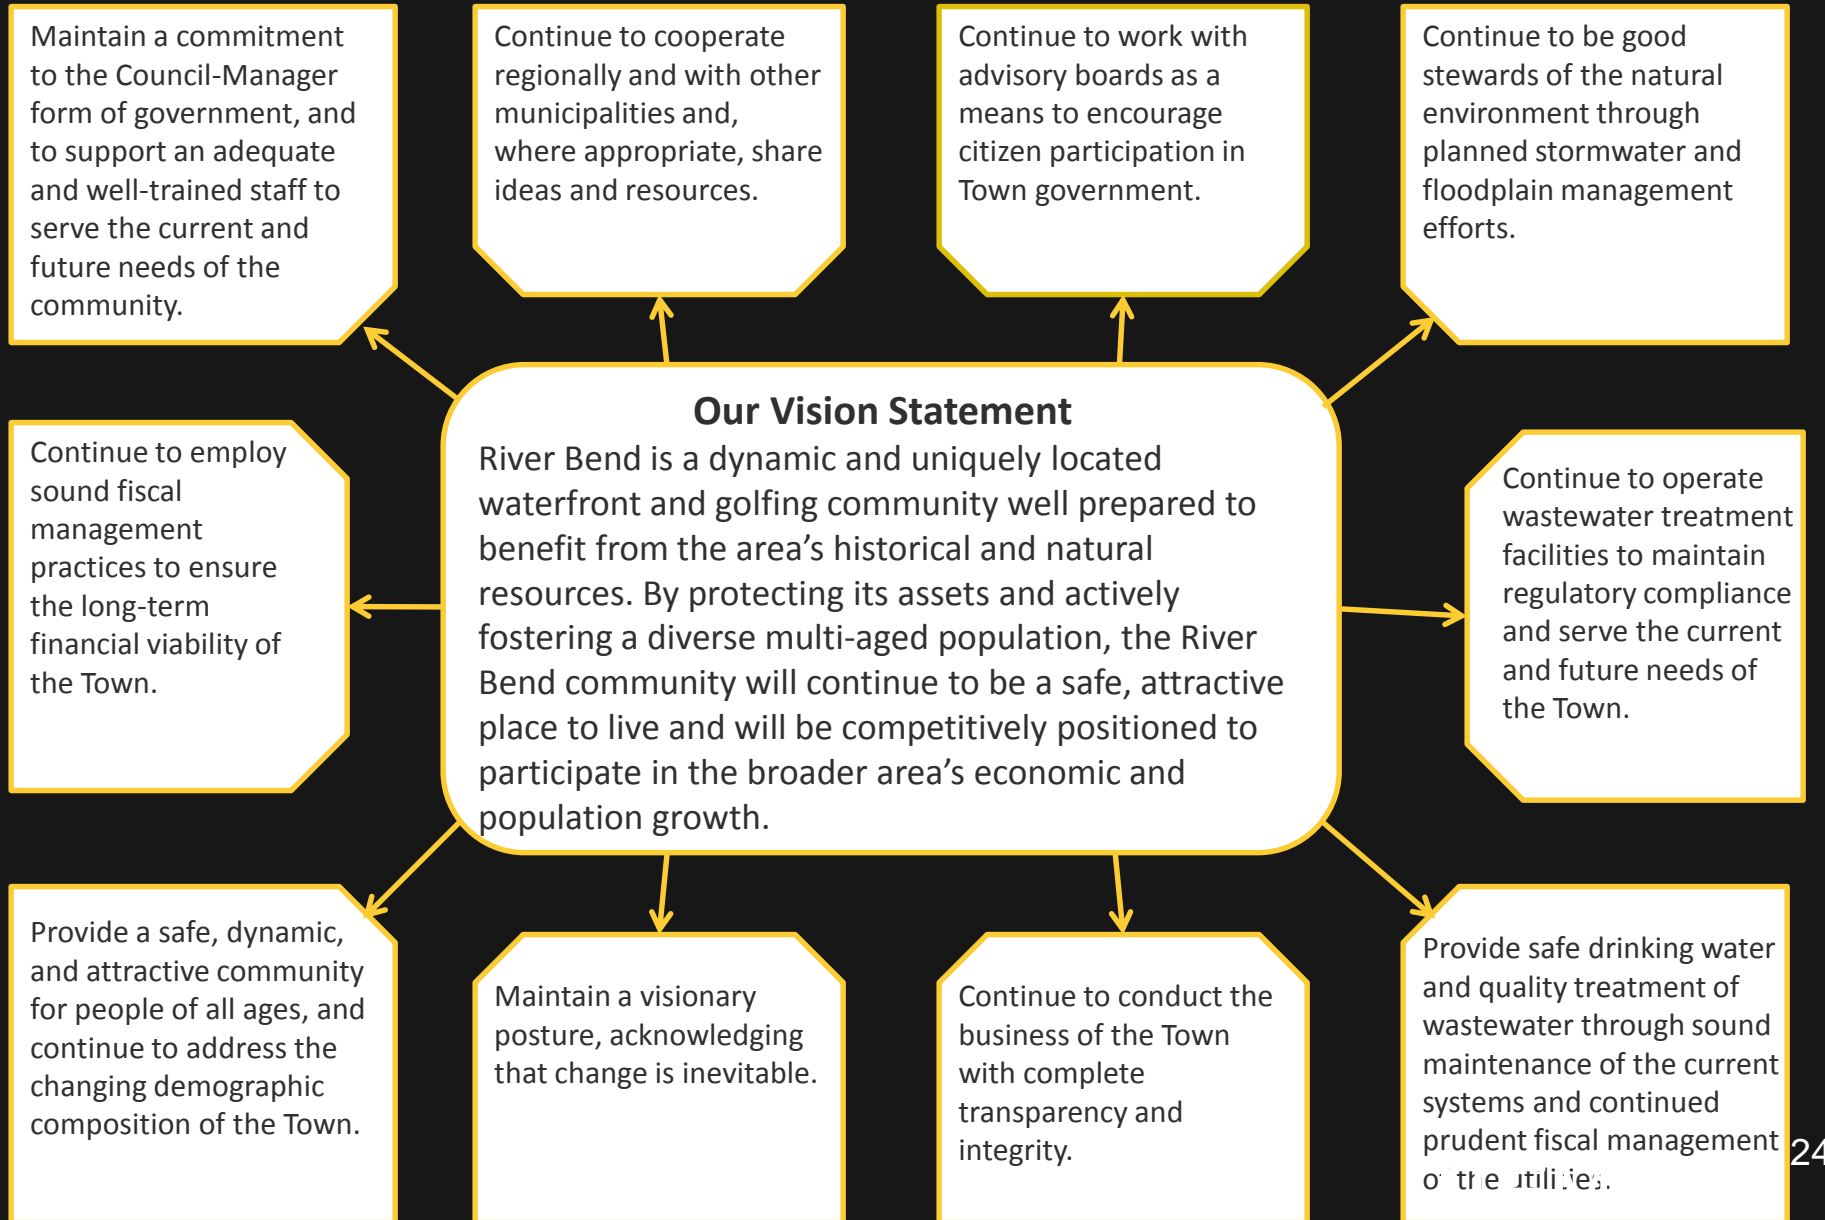 Maintain a commitment
to the Council-Manager
form of government, and
to support an adequate
and well-trained staff to
serve the current and
future needs of the
community.
Continue to cooperate
regionally and with other
municipalities and,
where appropriate, share
ideas and resources.
Continue to work with
advisory boards as a
means to encourage
citizen participation in
Town government.
Continue to be good
stewards of the natural
environment through
planned stormwater and
floodplain management
efforts.
Continue to employ
sound fiscal
management
practices to ensure
the long-term
financial viability of
the Town.
Our Vision Statement
River Bend is a dynamic and uniquely located
waterfront and golfing community well prepared to
benefit from the area’s historical and natural
resources. By protecting its assets and actively
fostering a diverse multi-aged population, the River
Bend community will continue to be a safe, attractive
place to live and will be competitively positioned to
participate in the broader area’s economic and
population growth.
Continue to operate
wastewater treatment
facilities to maintain
regulatory compliance
and serve the current
and future needs of
the Town.
Provide a safe, dynamic,
and attractive community
for people of all ages, and
continue to address the
changing demographic
composition of the Town.
Maintain a visionary
posture, acknowledging
that change is inevitable.
Continue to conduct the
business of the Town
with complete
transparency and
integrity.
Provide safe drinking water
and quality treatment of
wastewater through sound
maintenance of the current
systems and continued
prudent fiscal management
of the utilities.
24